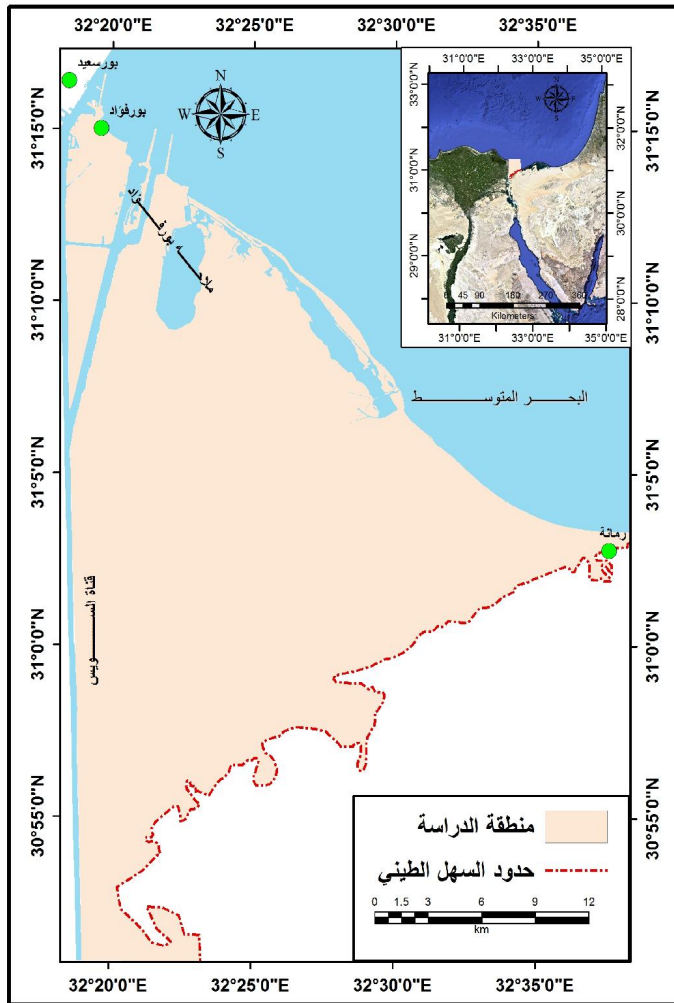 32°20'0"E 32°25'0"E 32°30'0"E 32°35'0"E
بورسعيد
بورفؤاد
N
W E
S
ملاحه بورفـؤاد
البحـــر المتوســـــط
رمانة
قناة الســــــويس
31°15'0"N
31°10'0"N
31°5'0"N
31°0'0"N
30°55'0"N
31°15'0"N
31°10'0"N
31°5'0"N
31°0'0"N
30°55'0"N
31°0'0"E 33°0'0"E 35°0'0"E
33°0'0"N
31°0'0"N
29°0'0"N
N
W E
S
32°0'0"N
30°0'0"N
28°0'0"N
0 45 90 180 270 360
Kilometers
31°0'0"E 33°0'0"E 35°0'0"E
منطقة الدراسة
حدود السهل الطيني
0 1.5 3 6 9 12
km
32°20'0"E 32°25'0"E 32°30'0"E 32°35'0"E